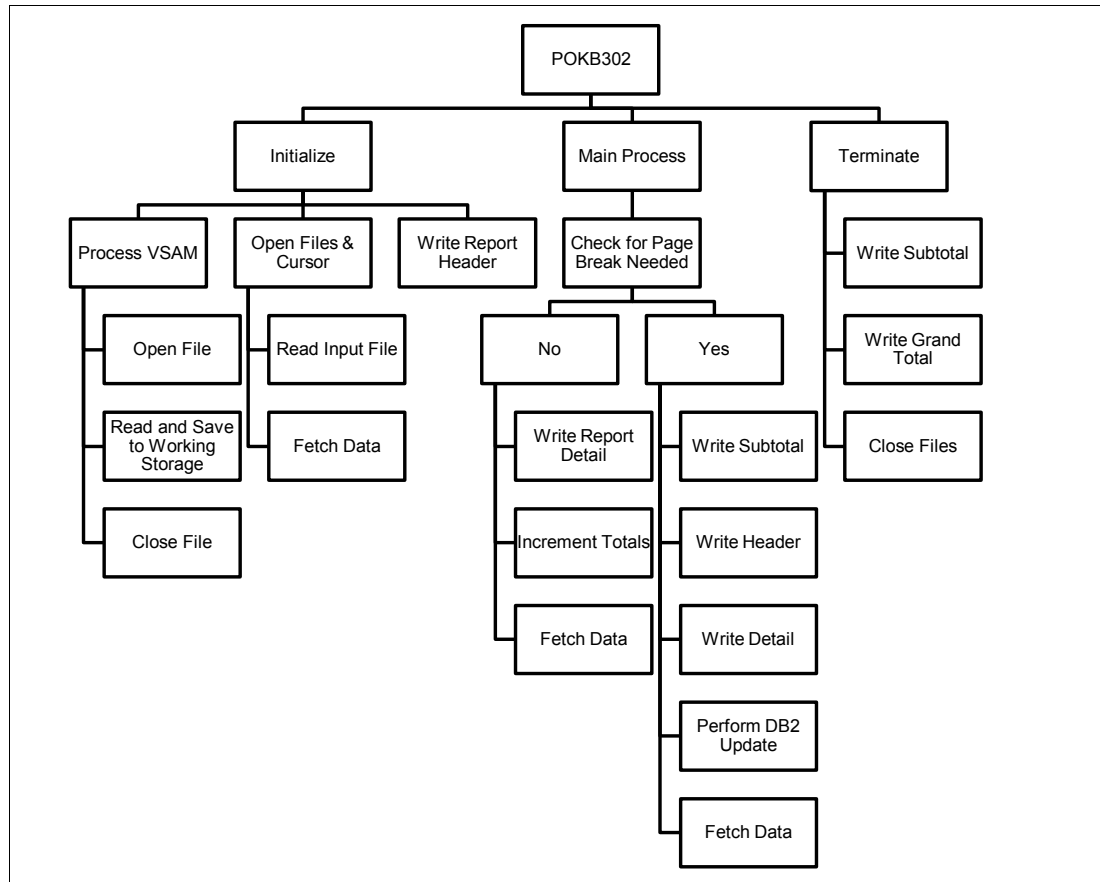 POKB302
Initialize
Main Process
Terminate
Process VSAM
Open Files &
Cursor
Write Report
Header
Check for Page
Break Needed
Write Subtotal
Open File
Read Input File
No
Yes
Write Grand
Total
Read and Save
to Working
Storage
Fetch Data
Write Report
Detail
Write Subtotal
Close Files
Close File
Increment Totals
Write Header
Fetch Data
Write Detail
Perform DB2
Update
Fetch Data